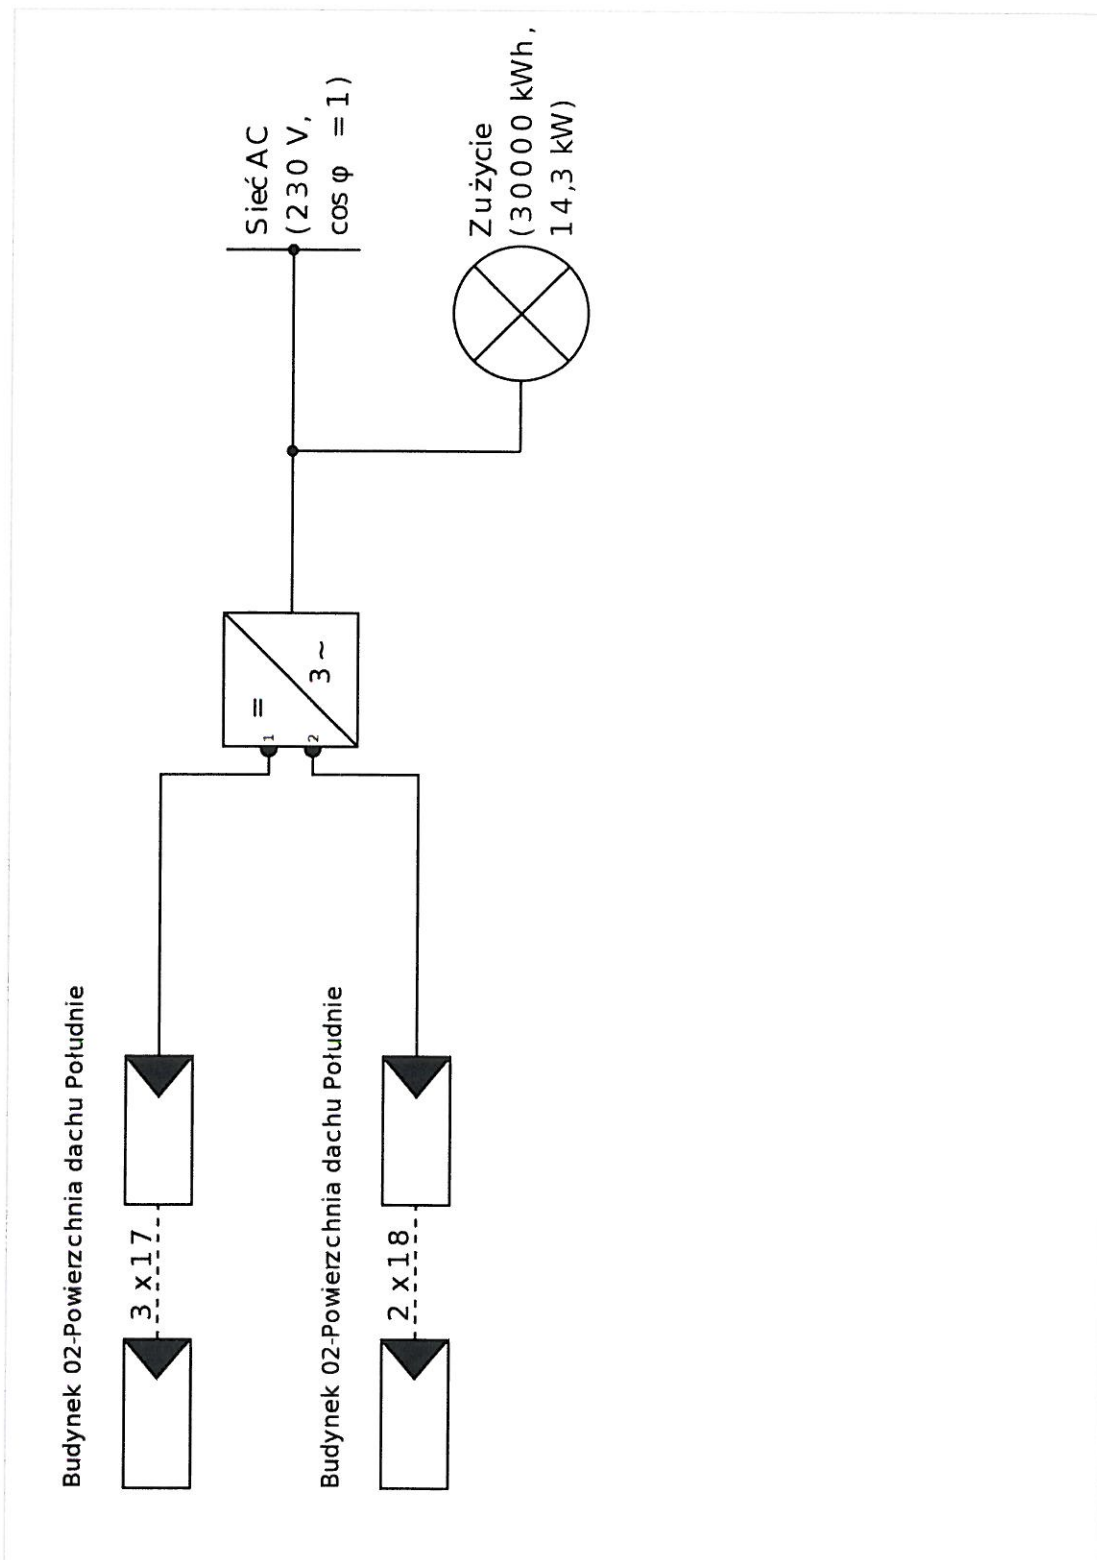 Budynek 02-Powierzchnia dachu Południe
3 x 17
Budynek 02-Powierzchnia dachu Południe
2 x 18
1
2
=
3 ~
Sieć AC
(230 V,
cos φ = 1)
Zużycie
(30000 kWh,
14,3 kW)